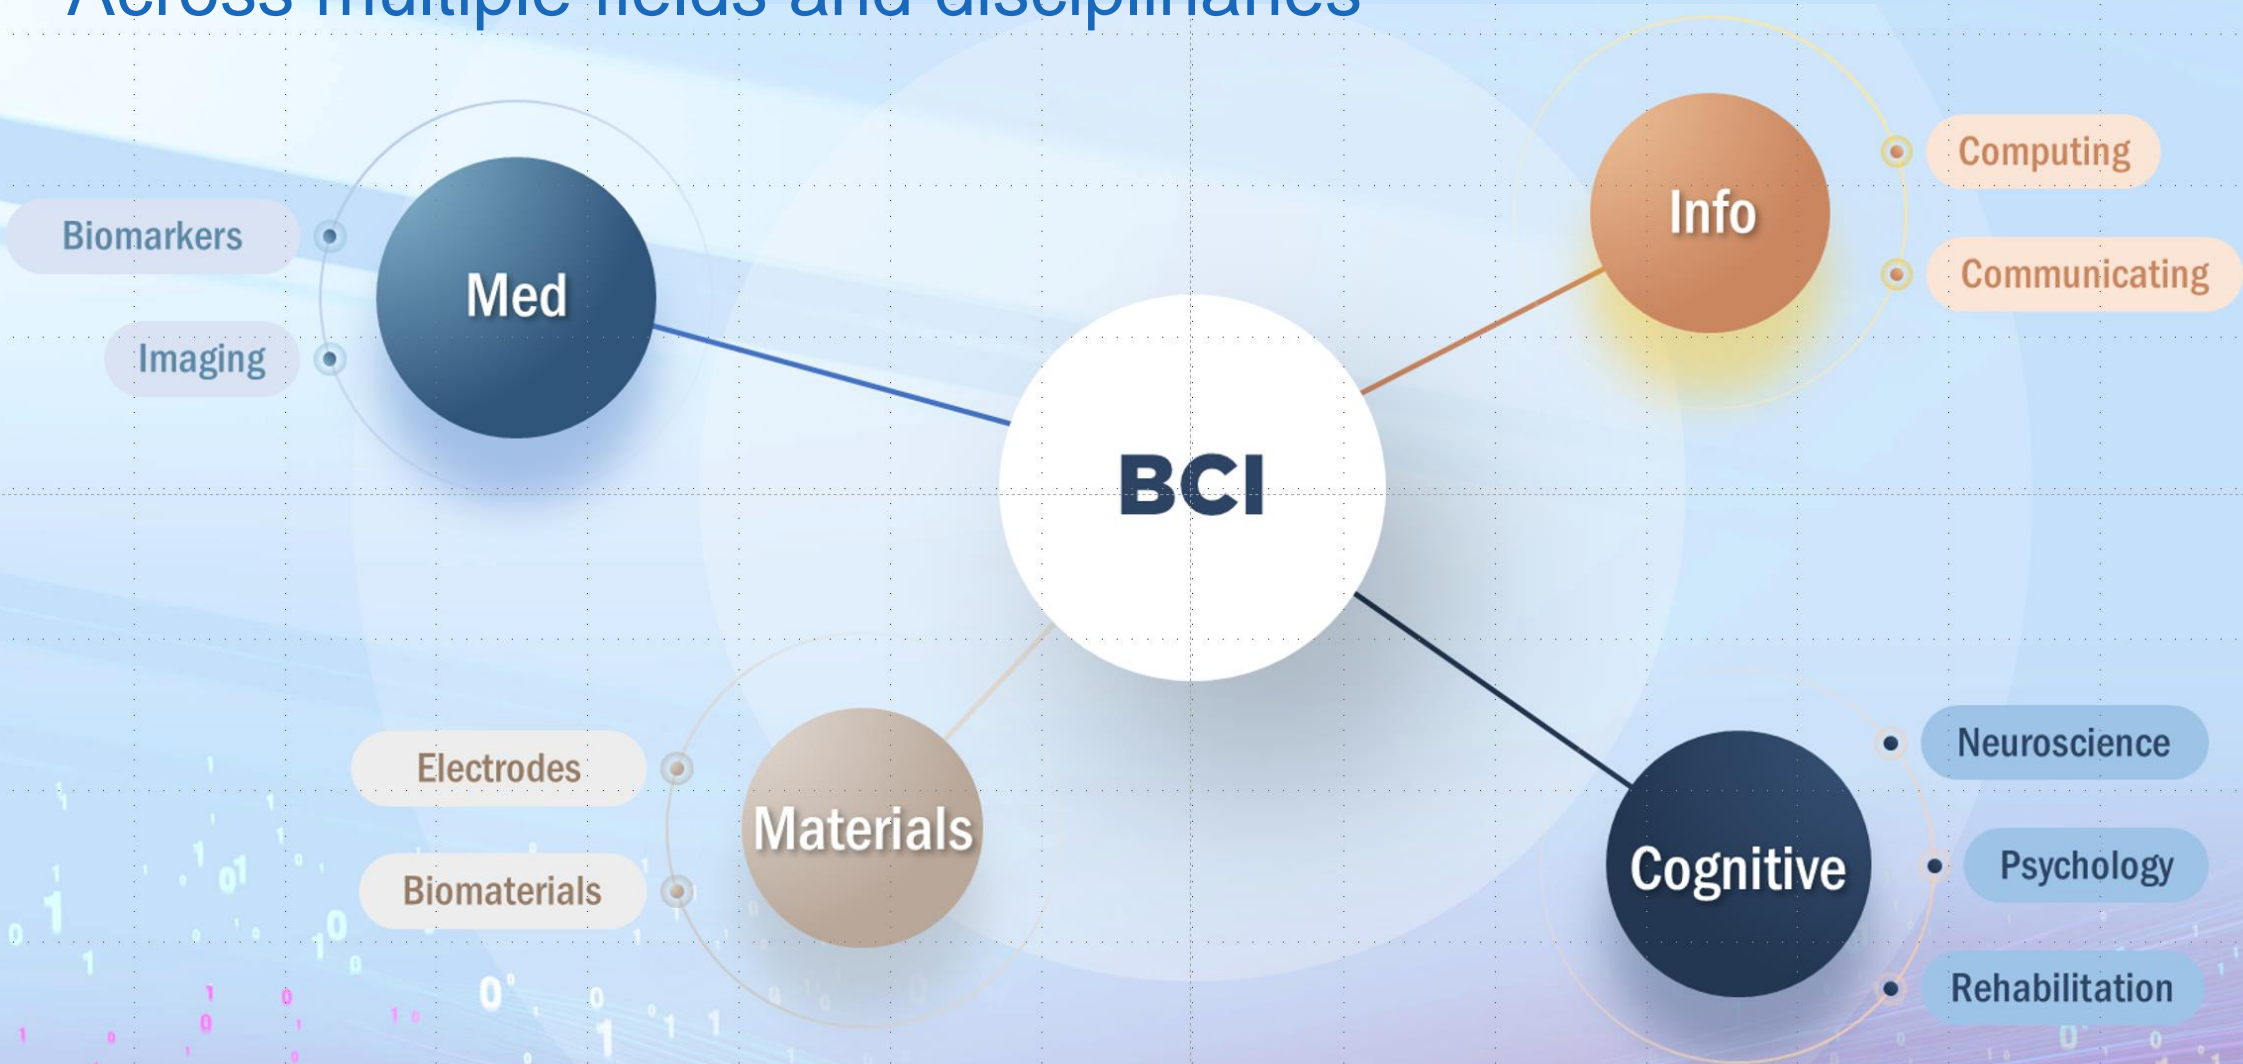 Across multiple fields and disciplinaries
Biomarkers
Imaging
Med
Info
Computing
Communicating
BCI
Electrodes
Biomaterials
Materials
Cognitive
Neuroscience
Psychology
Rehabilitation